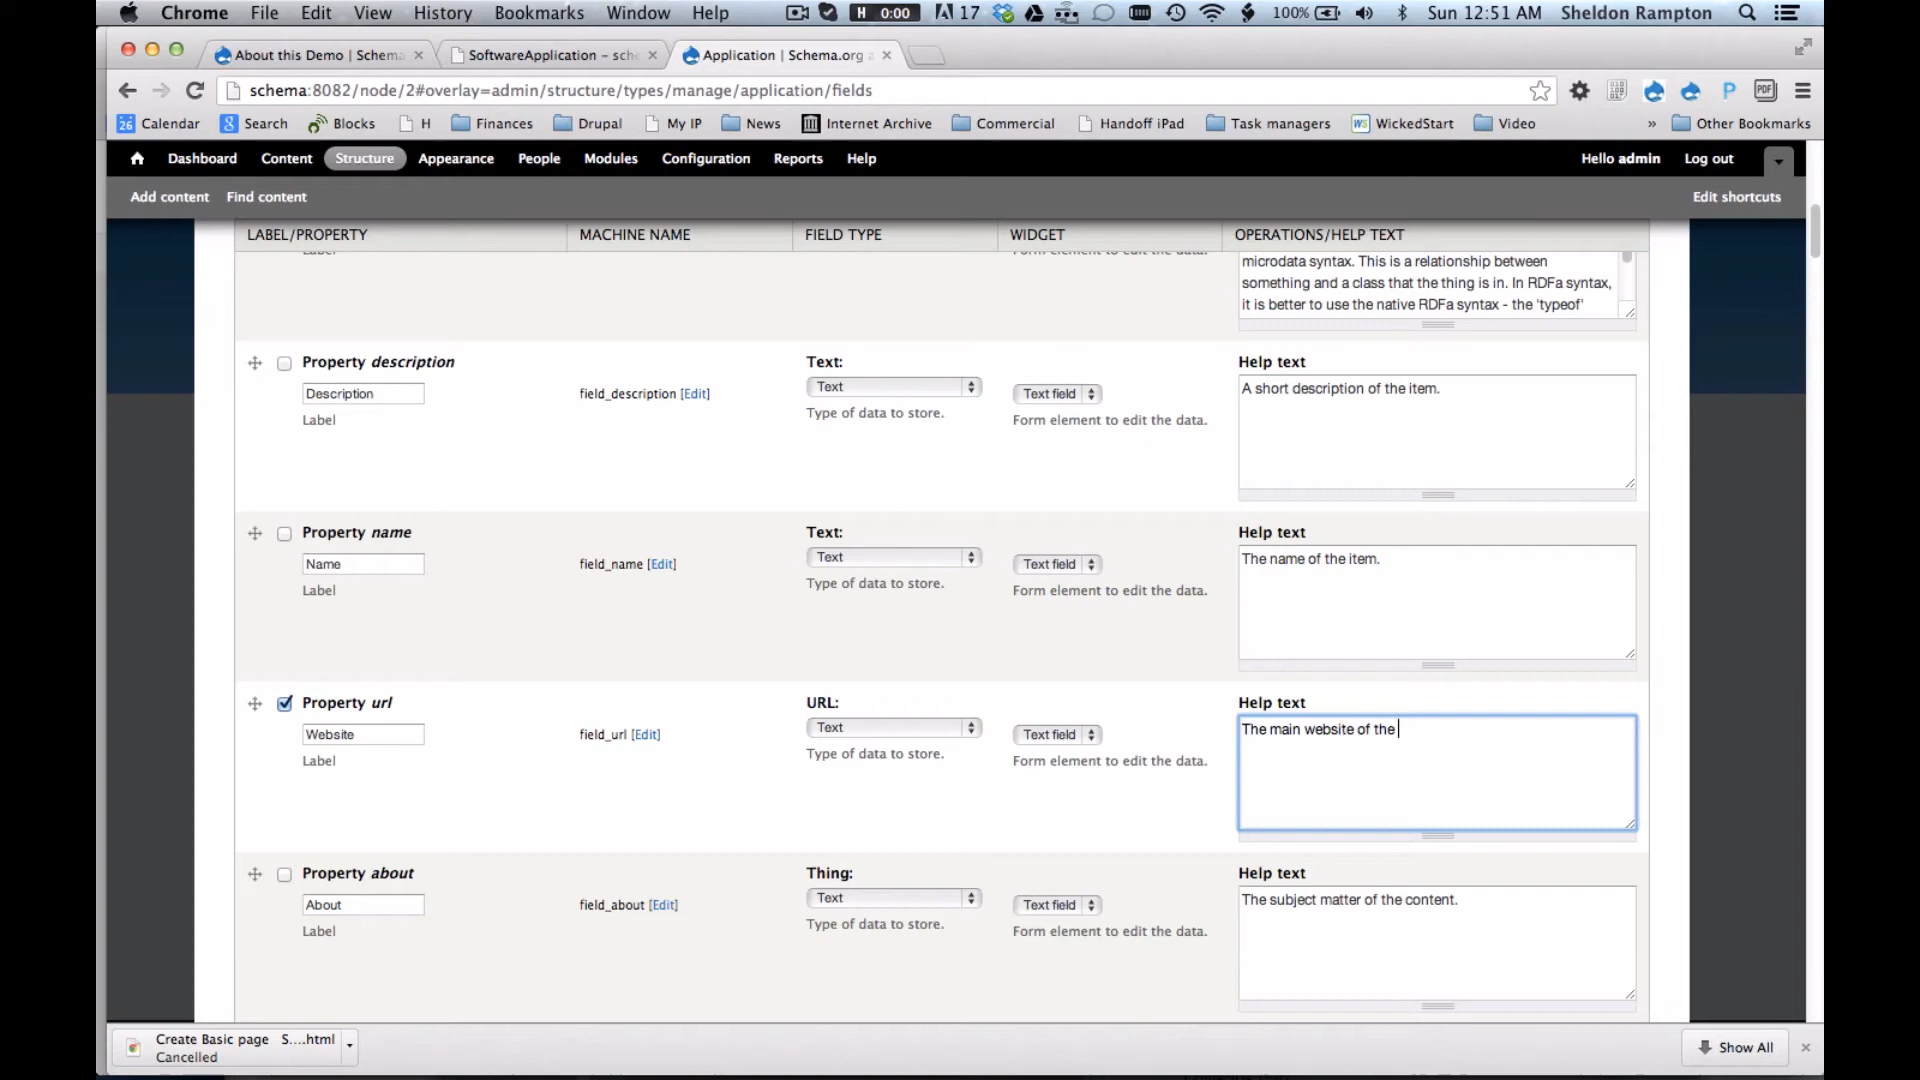 Chrome File Edit View History Bookmarks Window Help H 0:00 17 100% Sun 12:51 AM Sheldon Rampton
About this Demo | Schema SoftwareApplication – sche Application | Schema.org a
schema:8082/node/2#overlay=admin/structure/types/manage/application/fields P PDF
26 Calendar 8 Search Blocks H Finances Drupal My IP News Internet Archive Commercial Handoff iPad Task managers WS WickedStart Video » Other Bookmarks
Dashboard Content Structure Appearance People Modules Configuration Reports Help Hello admin Log out
Add content Find content Edit shortcuts
LABEL/PROPERTY MACHINE NAME FIELD TYPE WIDGET OPERATIONS/HELP TEXT
Label Form element to edit the data.
microdata syntax. This is a relationship between
something and a class that the thing is in. In RDFa syntax,
it is better to use the native RDFa syntax - the 'typeof'
Property description Text: Help text
Description field_description [Edit] Text Text field A short description of the item.
Label Type of data to store. Form element to edit the data.
Property name Text: Help text
Name field_name [Edit] Text Text field The name of the item.
Label Type of data to store. Form element to edit the data.
Property url URL: Help text
Website field_url [Edit] Text Text field The main website of the
Label Type of data to store. Form element to edit the data.
Property about Thing: Help text
About field_about [Edit] Text Text field The subject matter of the content.
Label Type of data to store. Form element to edit the data.
Create Basic page S....html
Cancelled
Show All